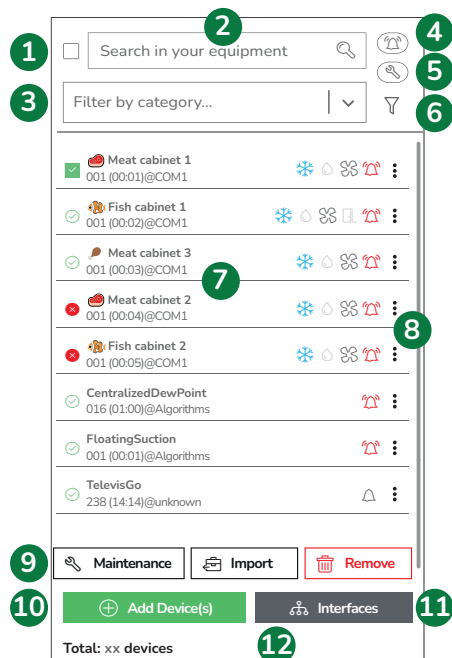 2
4
1
Search in your equipment
5
3
Filter by category...
6
Meat cabinet 1
001 (00:01)@COM1
Fish cabinet 1
001 (00:02)@COM1
Meat cabinet 3
001 (00:03)@COM1
7
Meat cabinet 2
001 (00:04)@COM1
8
Fish cabinet 2
001 (00:05)@COM1
CentralizedDewPoint
016 (01:00)@Algorithms
FloatingSuction
001 (00:01)@Algorithms
TelevisGo
238 (14:14)@unknown
9 Maintenance Import Remove
10 Add Device(s) Interfaces 11
12
Total: xx devices